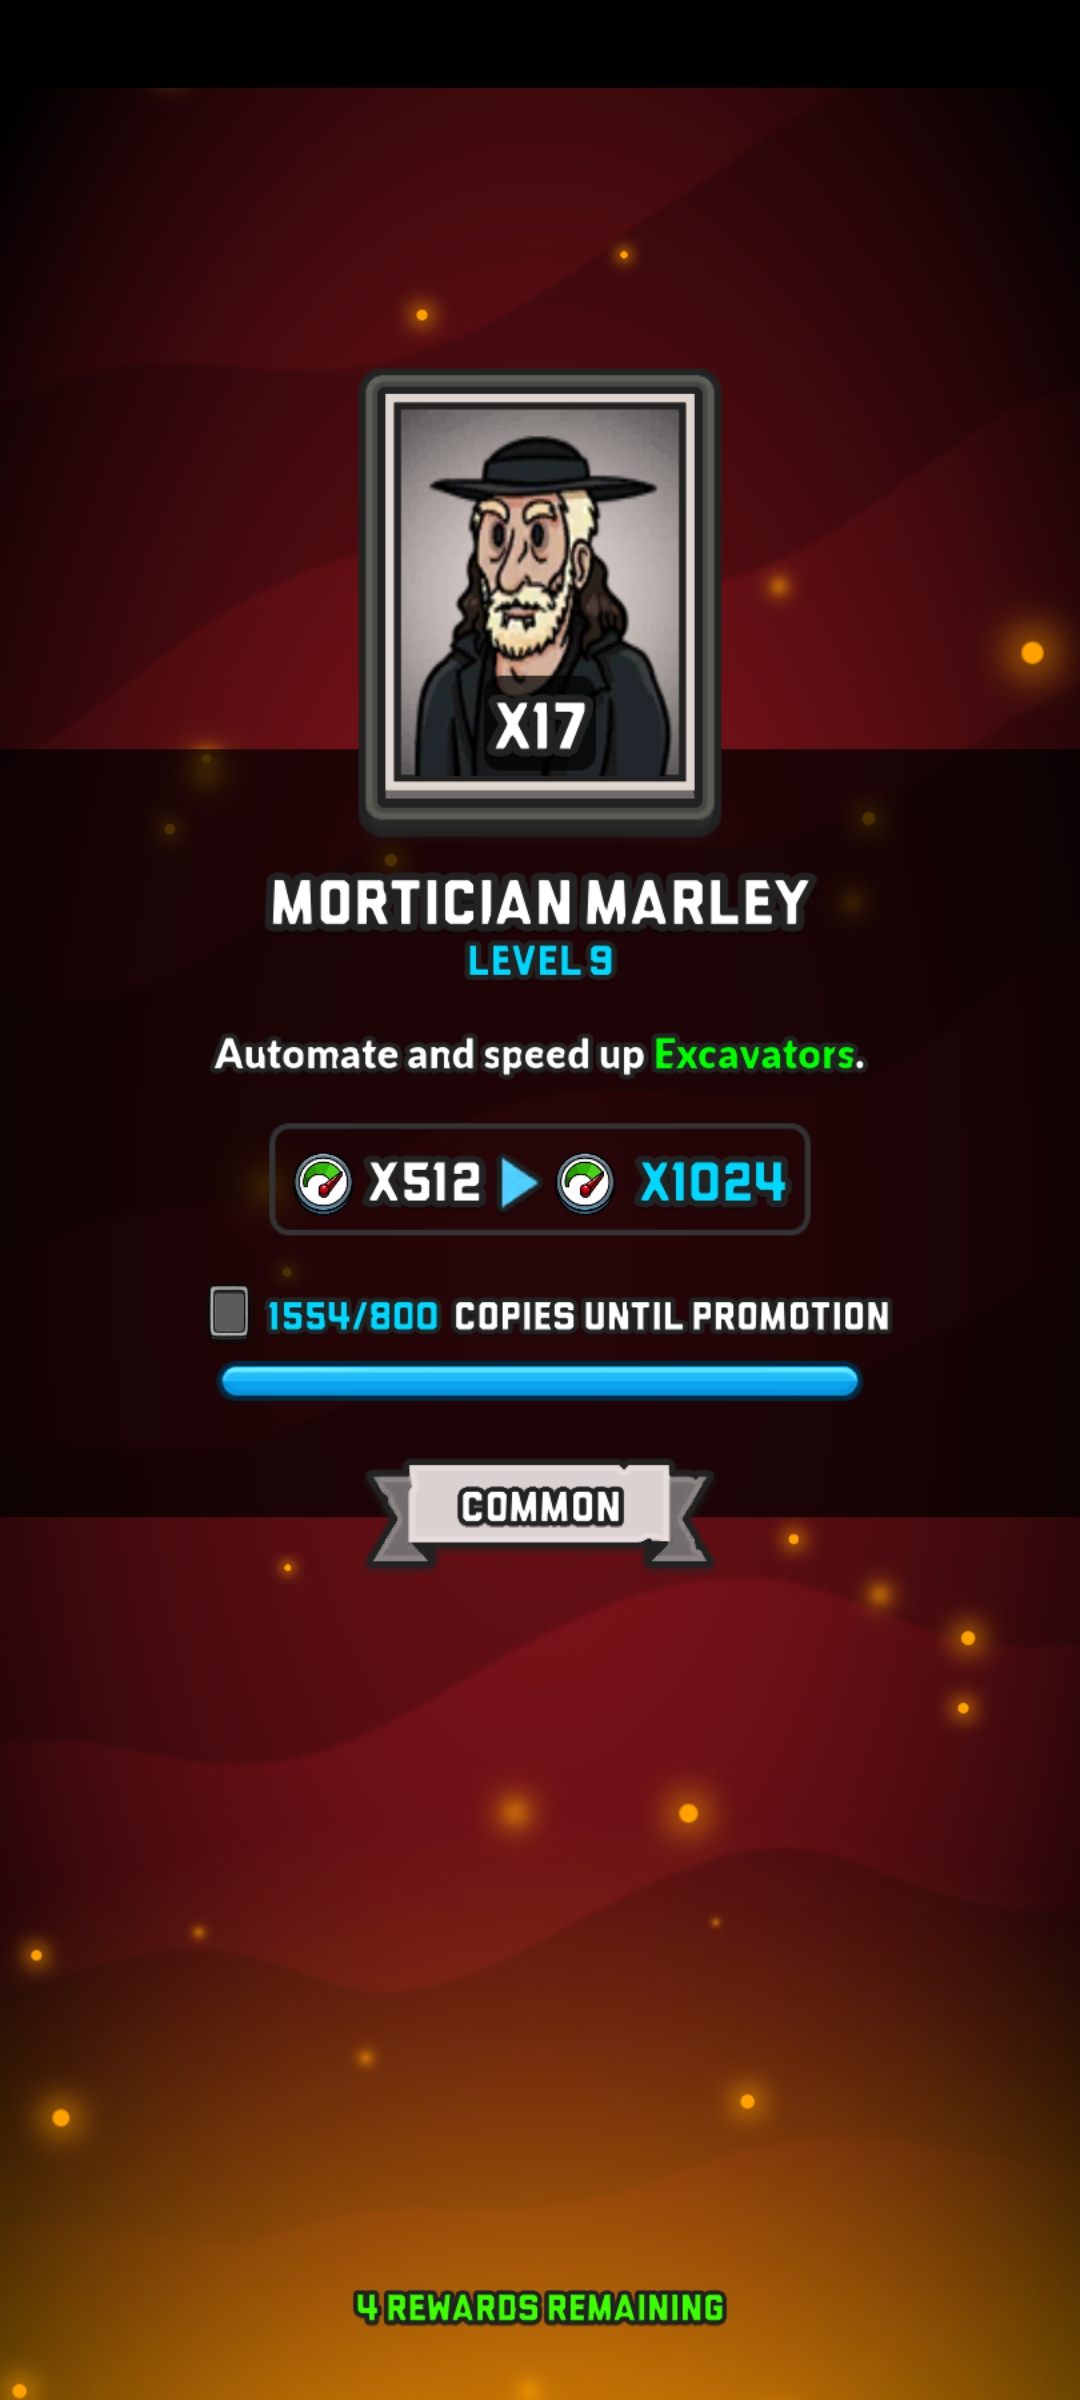 X17
MORTICIAN MARLEY
LEVEL 9
Automate and speed up Excavators.
X512 X1024
1554/800 COPIES UNTIL PROMOTION
COMMON
4 REWARDS REMAINING